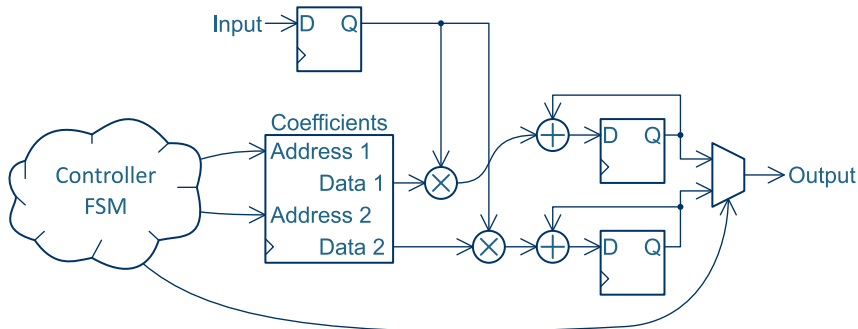 Input
D Q
Coefficients
Address 1
Data 1
Address 2
Data 2
Controller
FSM
D Q
D Q
Output